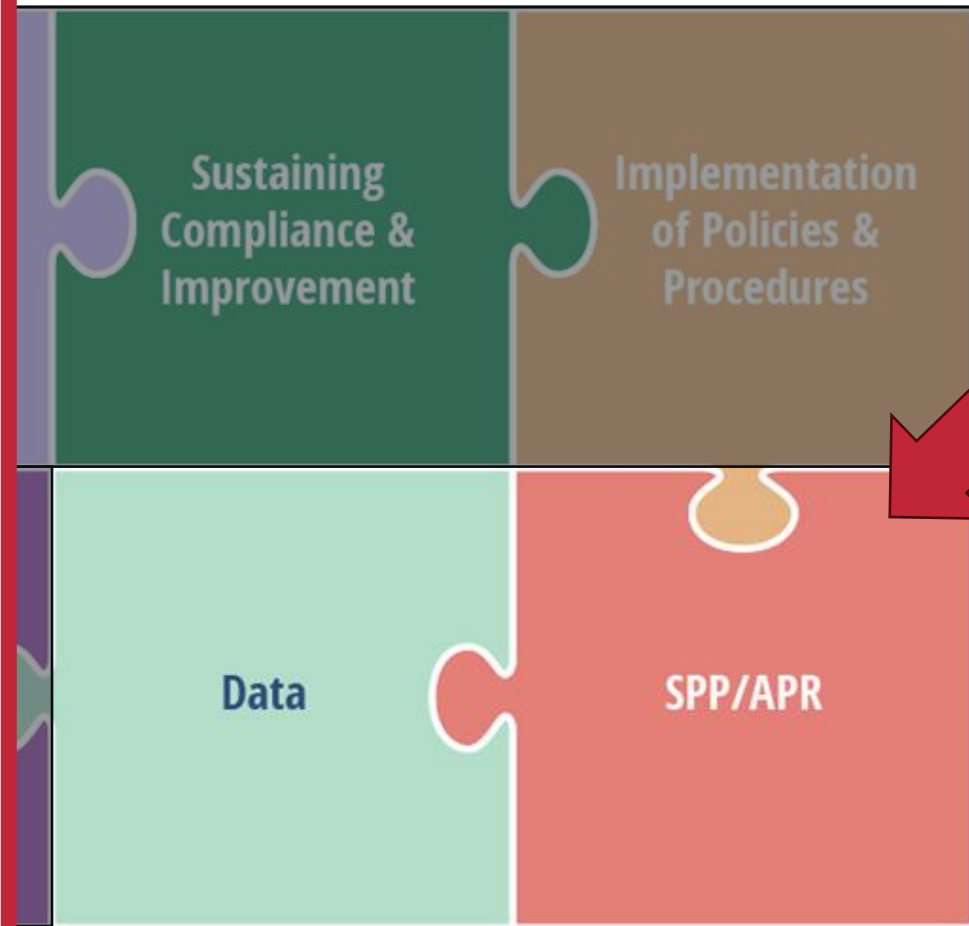 Sustaining
Compliance &
Improvement
Implementation
of Policies &
Procedures
Data
SPP/APR